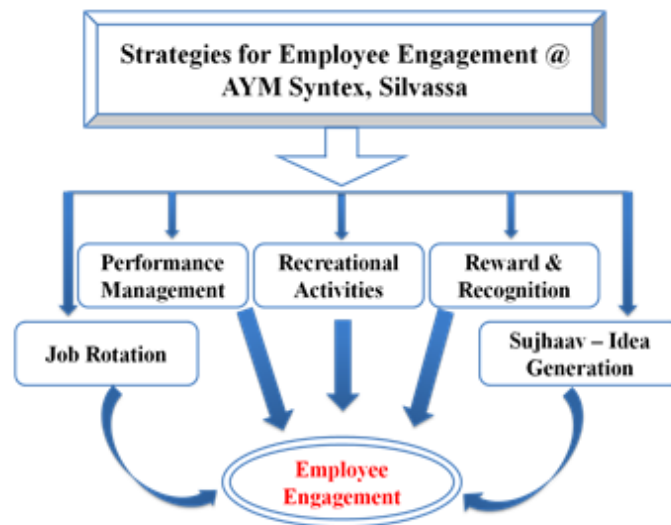 Strategies for Employee Engagement @
AYM Syntex, Silvassa
Performance
Management
Recreational
Activities
Reward &
Recognition
Job Rotation
Sujhaav – Idea
Generation
Employee
Engagement